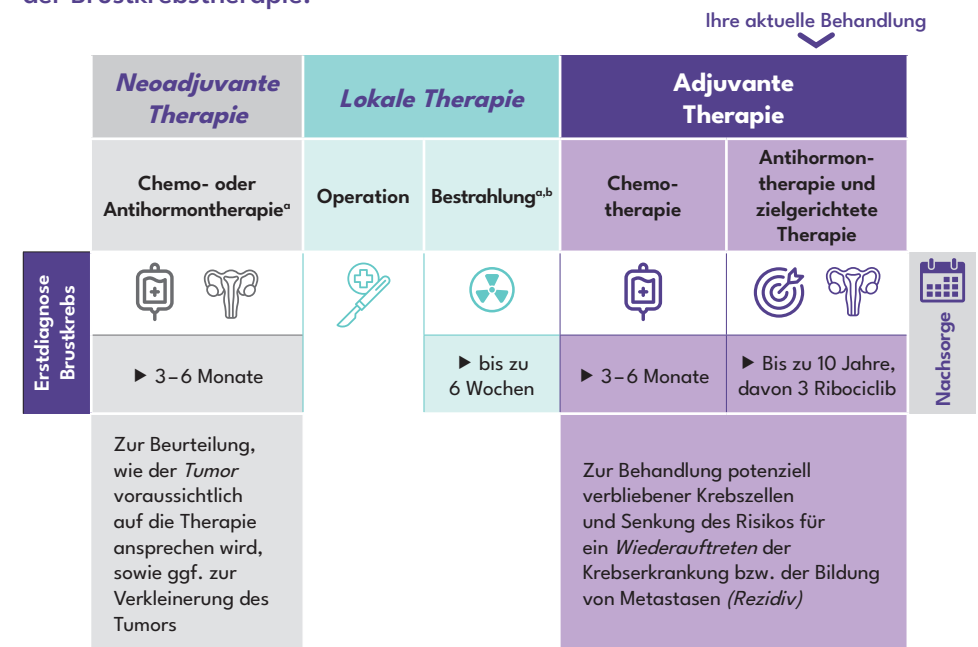 der Brustkrebstherapie.
Ihre aktuelle Behandlung
Neoadjuvante
Therapie
Lokale Therapie
Adjuvante
Therapie
Chemo- oder
Antihormontherapieᵃ
Operation
Bestrahlungᵃ,ᵇ
Chemo-
therapie
Antihormon-
therapie und
zielgerichtete
Therapie
Erstdiagnose
Brustkrebs
▶ 3–6 Monate
▶ bis zu
6 Wochen
▶ 3–6 Monate
▶ Bis zu 10 Jahre,
davon 3 Ribociclib
Nachsorge
Zur Beurteilung,
wie der Tumor
voraussichtlich
auf die Therapie
ansprechen wird,
sowie ggf. zur
Verkleinerung des
Tumors
Zur Behandlung potenziell
verbliebener Krebszellen
und Senkung des Risikos für
ein Wiederauftreten der
Krebserkrankung bzw. der Bildung
von Metastasen (Rezidiv)